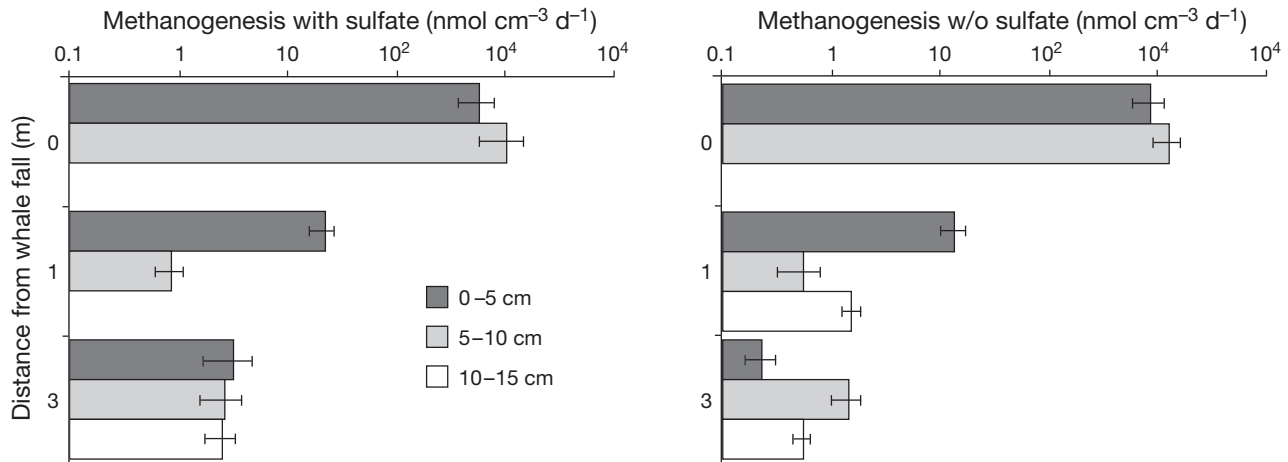 Methanogenesis with sulfate (nmol cm⁻³ d⁻¹)
0.1 1 10 10² 10⁴ 10⁴
Methanogenesis w/o sulfate (nmol cm⁻³ d⁻¹)
0.1 1 10 10² 10⁴ 10⁴
Distance from whale fall (m)
0
1
3
0–5 cm
5–10 cm
10–15 cm
0
1
3